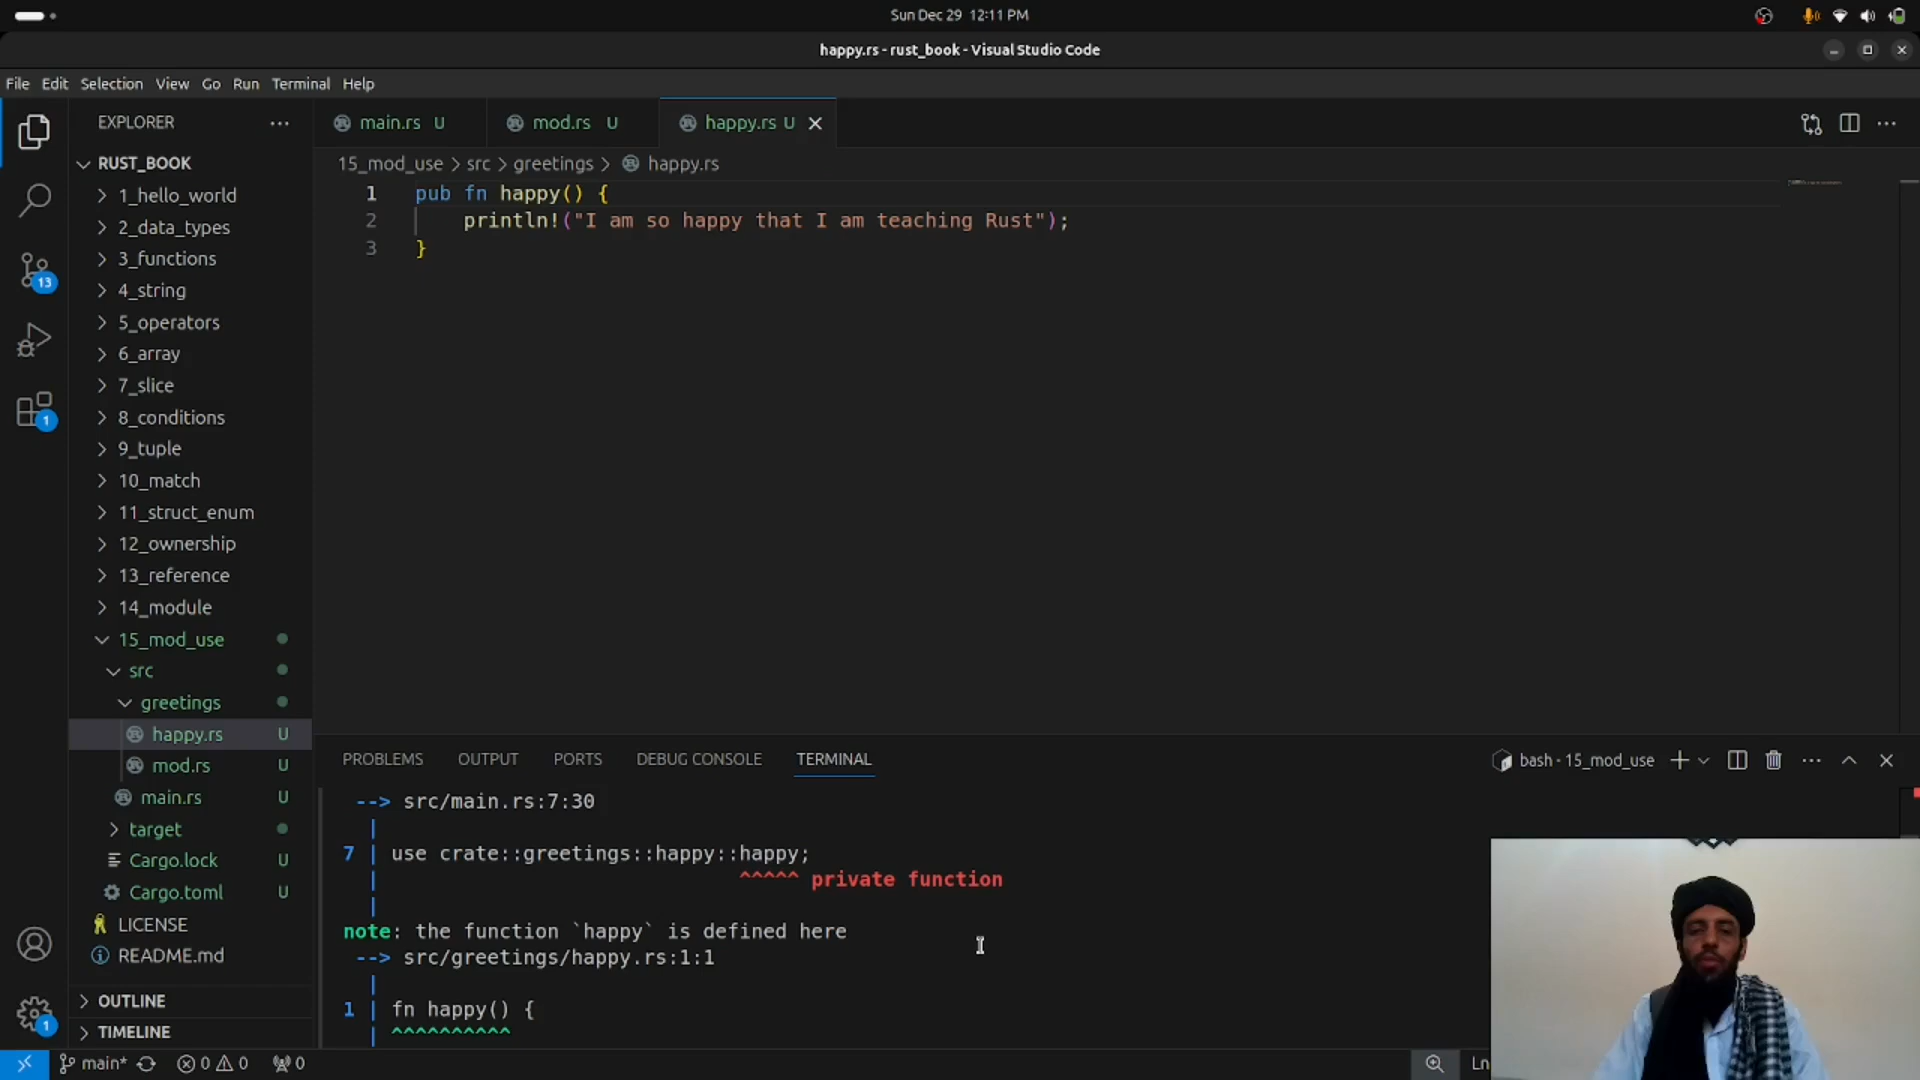 Sun Dec 29 12:11 PM
happy.rs - rust_book - Visual Studio Code
File Edit Selection View Go Run Terminal Help
EXPLORER
main.rs U
mod.rs U
happy.rs U
RUST_BOOK
15_mod_use > src > greetings > happy.rs
1 pub fn happy() {
2 println!("I am so happy that I am teaching Rust");
3 }
1_hello_world
2_data_types
3_functions
4_string
5_operators
6_array
7_slice
8_conditions
9_tuple
10_match
11_struct_enum
12_ownership
13_reference
14_module
15_mod_use
src
greetings
happy.rs U
mod.rs U
main.rs U
target
Cargo.lock U
Cargo.toml U
LICENSE
README.md
OUTLINE
TIMELINE
13
1
1
PROBLEMS OUTPUT PORTS DEBUG CONSOLE TERMINAL
bash - 15_mod_use
--> src/main.rs:7:30
|
7 | use crate::greetings::happy::happy;
| ^^^^^ private function
|
note: the function `happy` is defined here
--> src/greetings/happy.rs:1:1
|
1 | fn happy() {
| ^^^^^^^^^^
main* 0 0 0
Ln